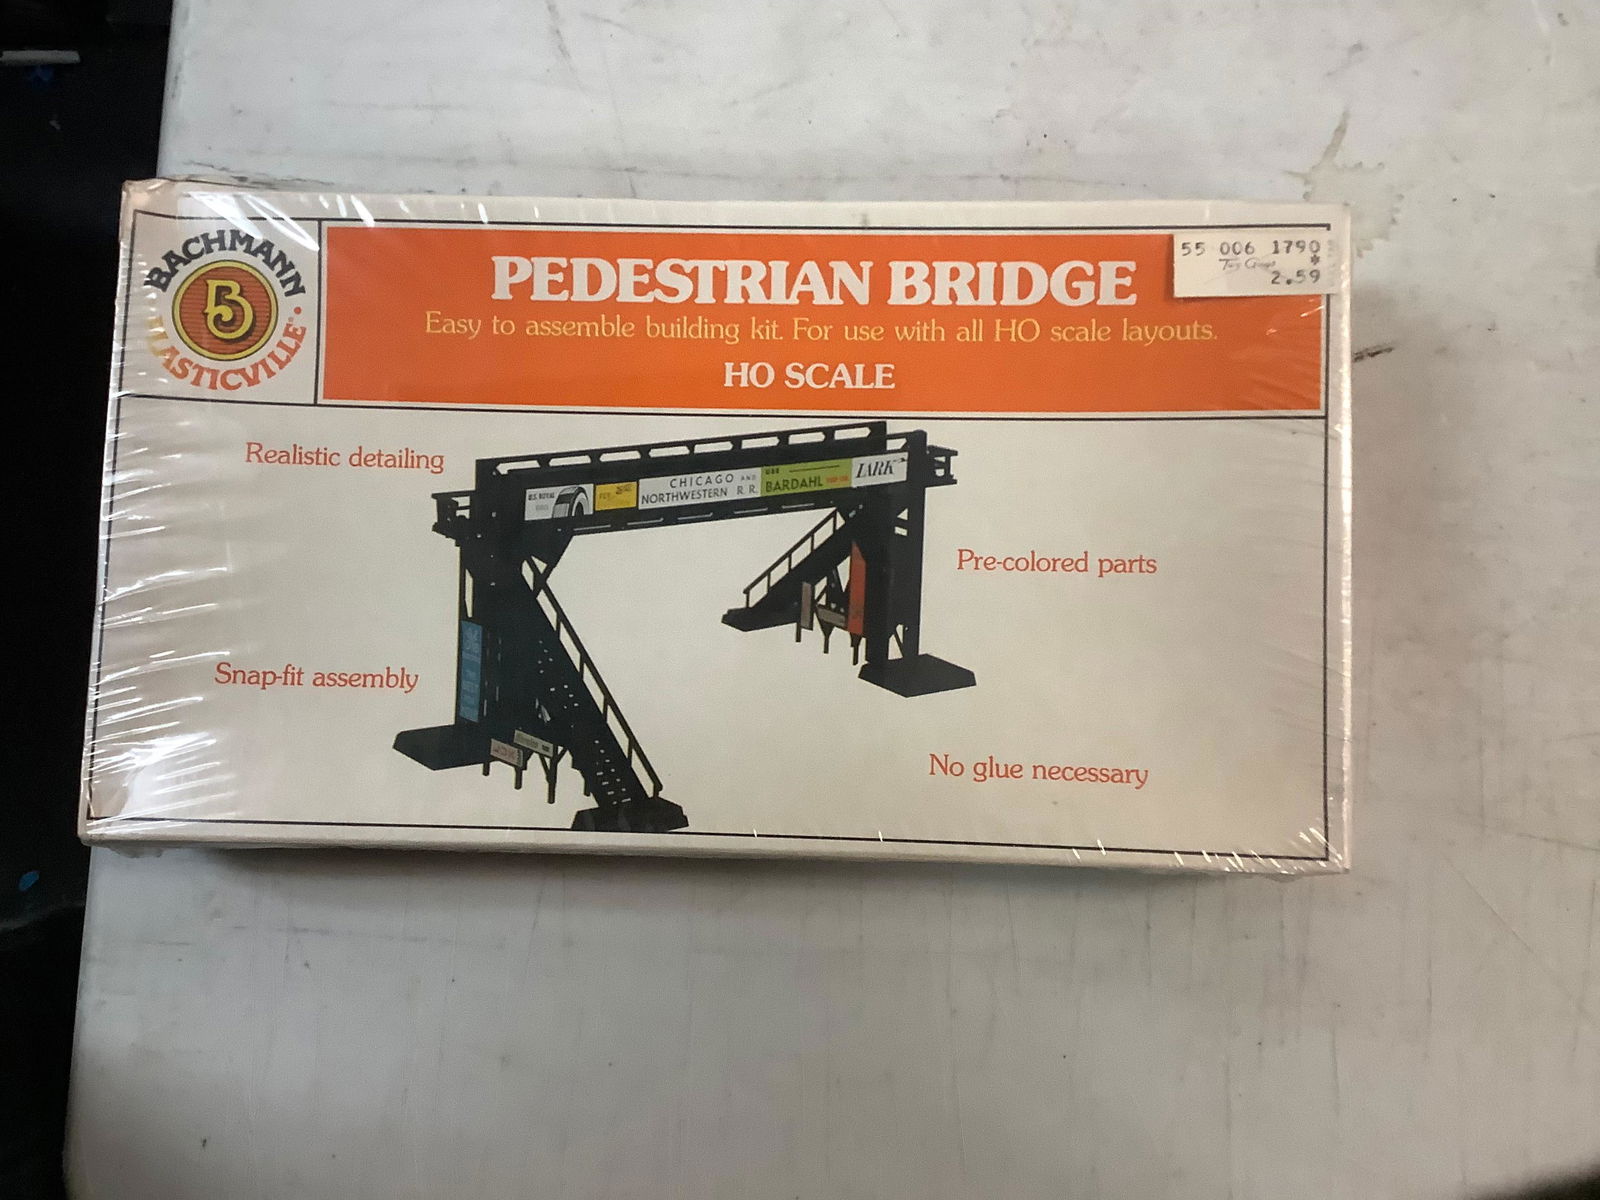 BACHMANN
B
PLASTICVILLE
PEDESTRIAN BRIDGE
Easy to assemble building kit. For use with all HO scale layouts.
HO SCALE
55 006 1790
*
2.59
Realistic detailing
U.S. ROYAL
CHICAGO AND
NORTHWESTERN R.R.
USE
BARDAHL
LARK
Pre-colored parts
Snap-fit assembly
No glue necessary